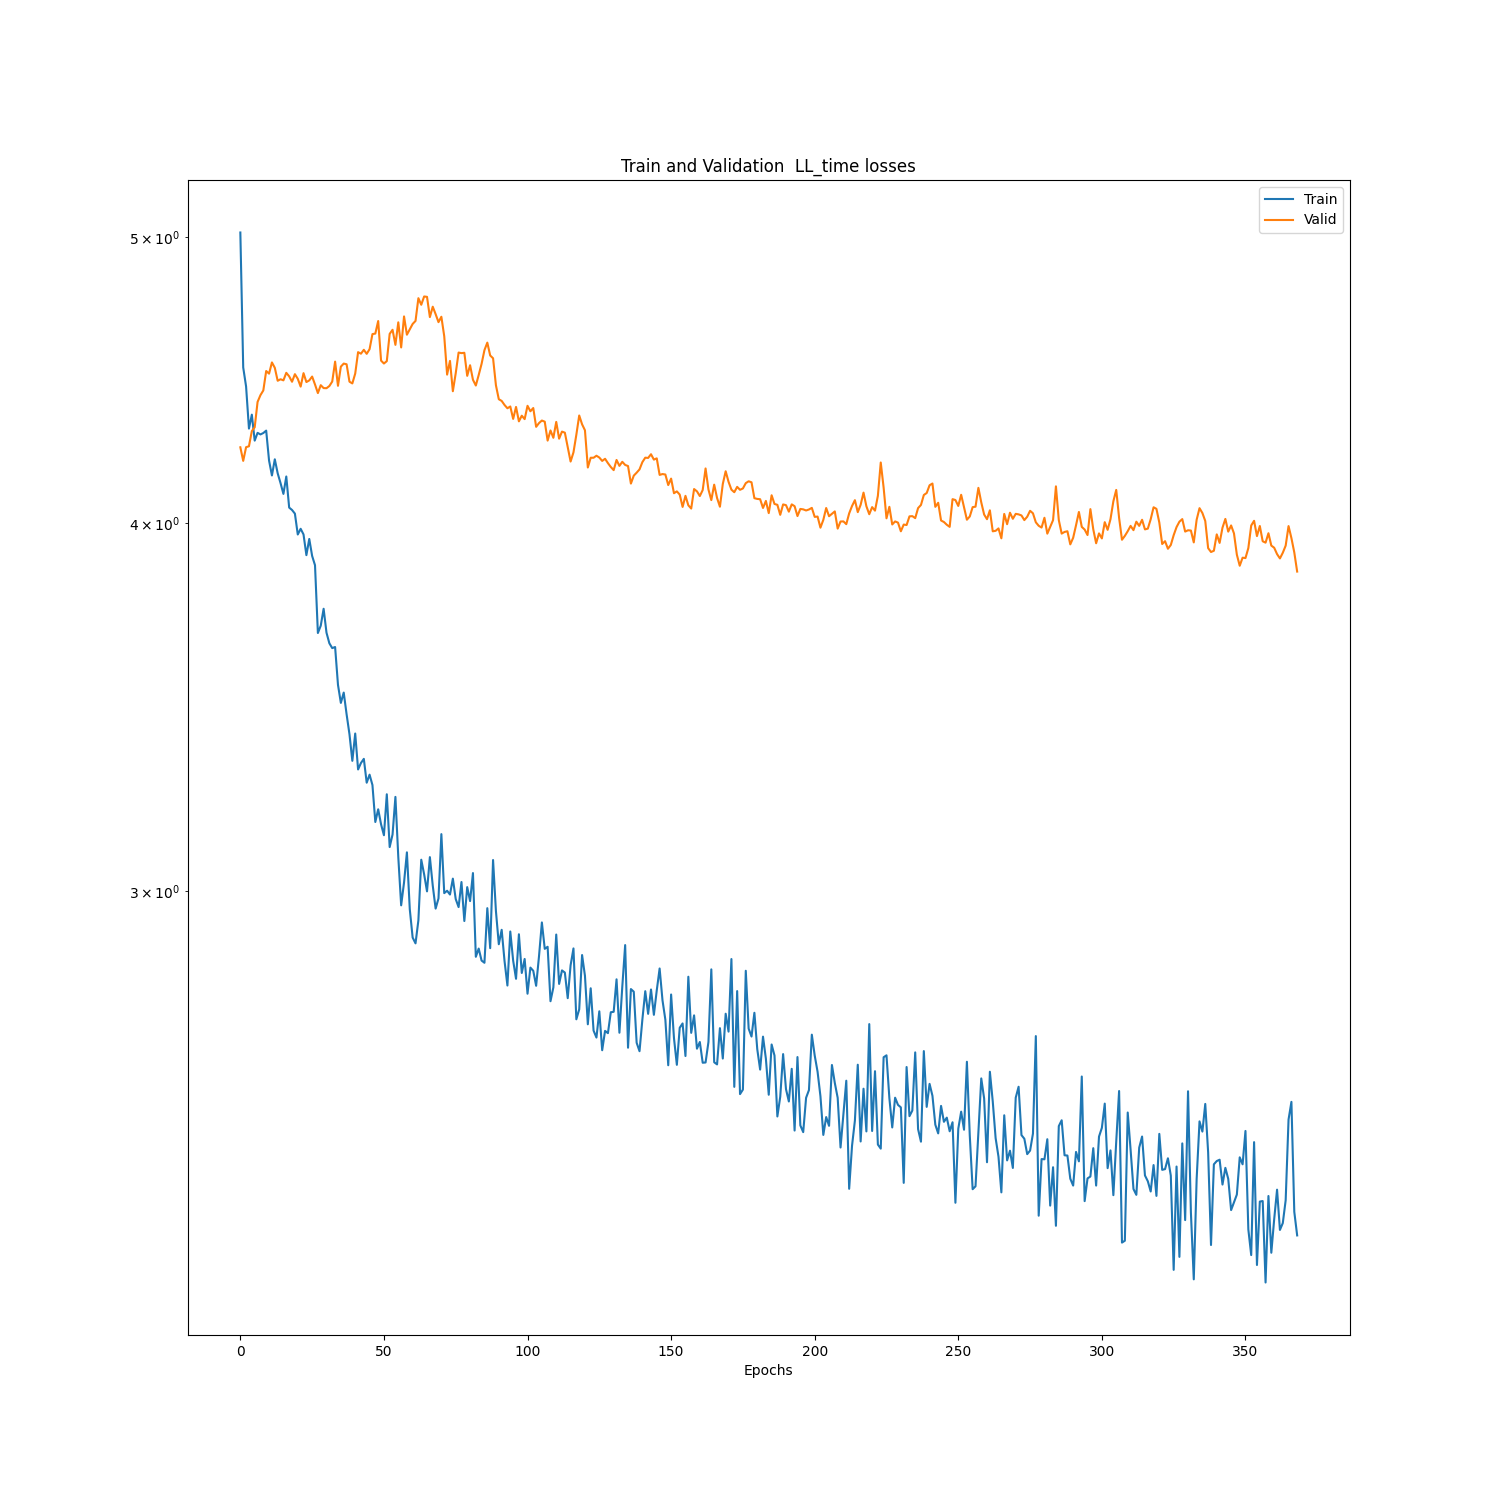 Train and Validation  LL_time losses
Train
Valid
5 × 10⁰
4 × 10⁰
3 × 10⁰
0 50 100 150 200 250 300 350
Epochs